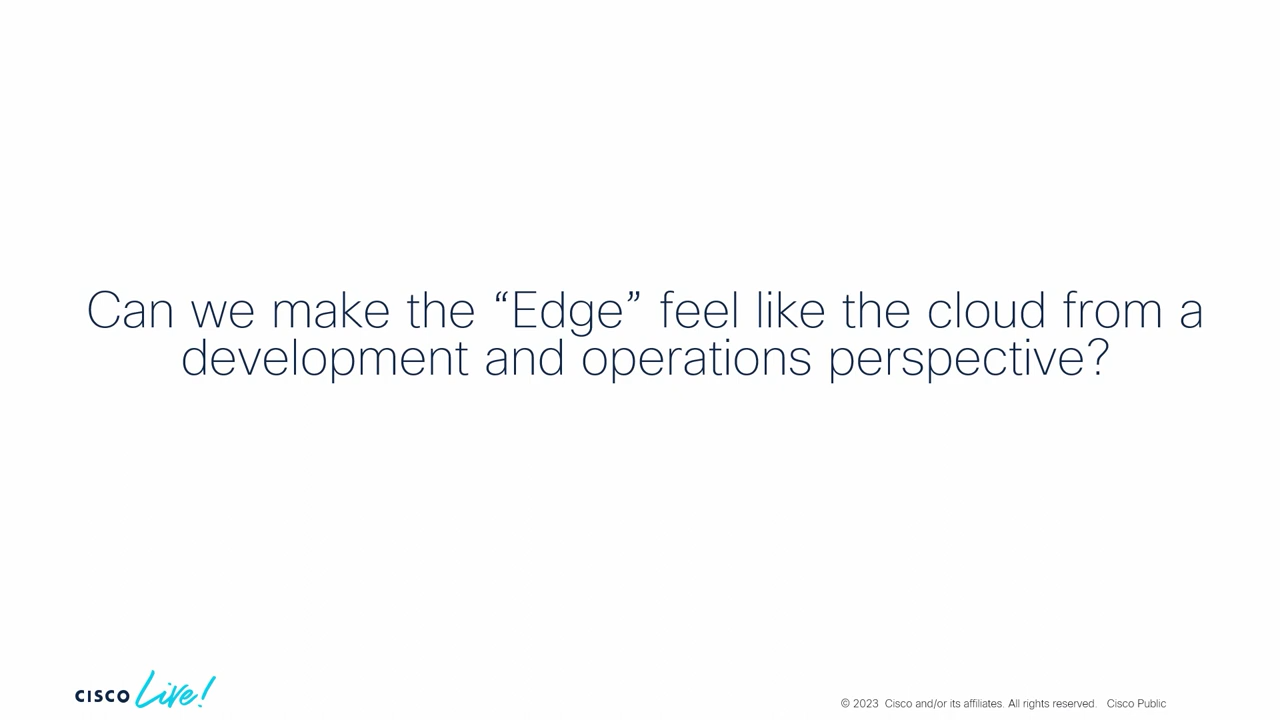 Can we make the “Edge” feel like the cloud from a
development and operations perspective?
CISCO Live!
© 2023 Cisco and/or its affiliates. All rights reserved. Cisco Public